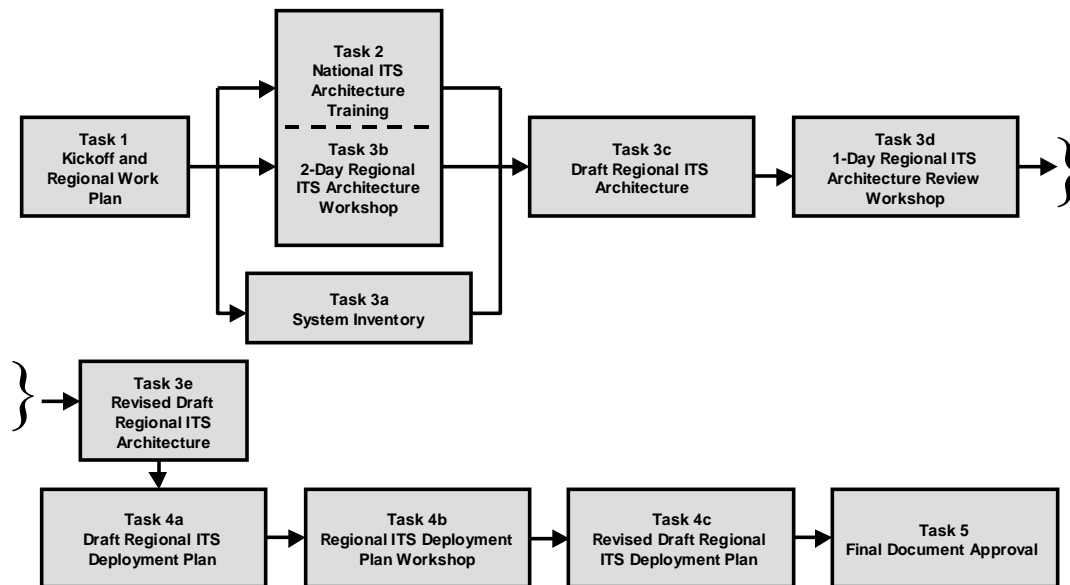 Task 1
Kickoff and
Regional Work
Plan
Task 2
National ITS
Architecture
Training
Task 3b
2-Day Regional
ITS Architecture
Workshop
Task 3a
System Inventory
Task 3c
Draft Regional ITS
Architecture
Task 3d
1-Day Regional ITS
Architecture Review
Workshop
}
}
Task 3e
Revised Draft
Regional ITS
Architecture
Task 4a
Draft Regional ITS
Deployment Plan
Task 4b
Regional ITS Deployment
Plan Workshop
Task 4c
Revised Draft Regional
ITS Deployment Plan
Task 5
Final Document Approval